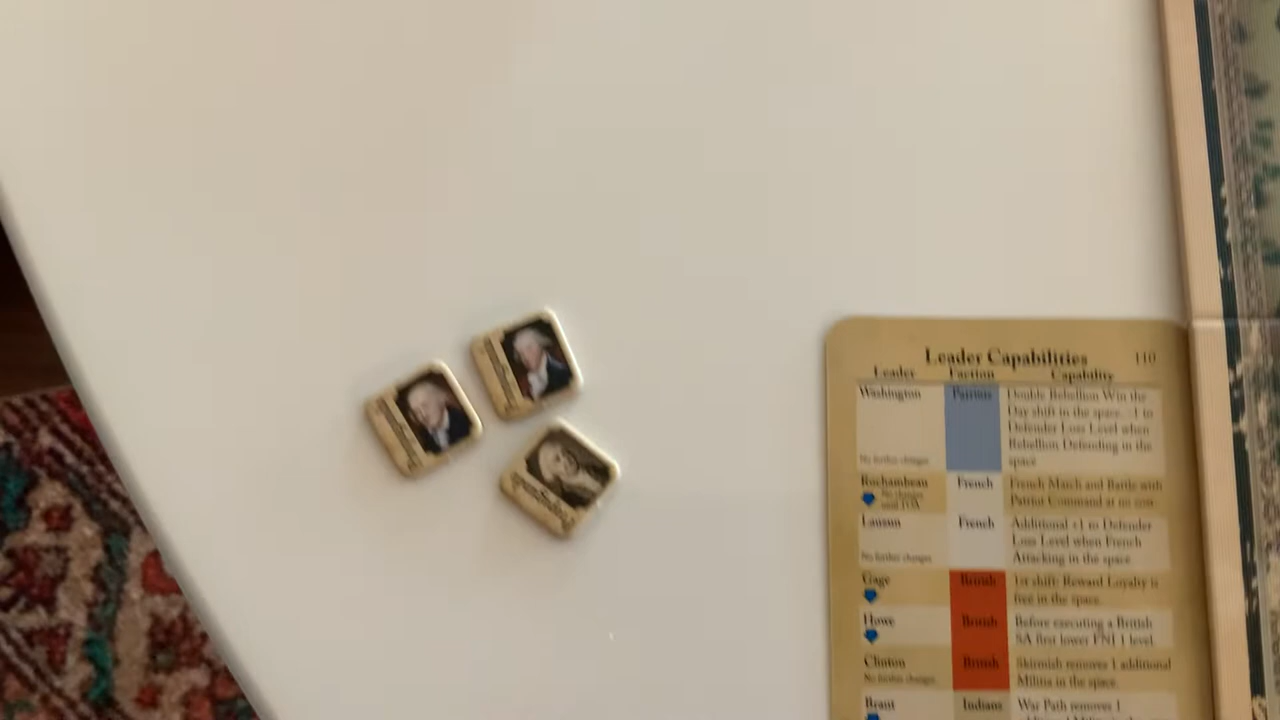 Leader Capabilities 110
Leader Faction Capability
Washington Patriots Double Rebellion Win the
Day shift in the space. -1 to
Defender Loss Level when
Rebellion Defending in the
No further changes space
Rochambeau French French March and Battle with
No changes Patriot Command at no cost
until TOA
Lauzun French Additional +1 to Defender
Loss Level when French
No further changes Attacking in the space
Gage British 1st shift: Reward Loyalty is
free in the space.
Howe British Before executing a British
SA first lower FNI 1 level.
Clinton British Skirmish removes 1 additional
No further changes Militia in the space.
Brant Indians War Path removes 1